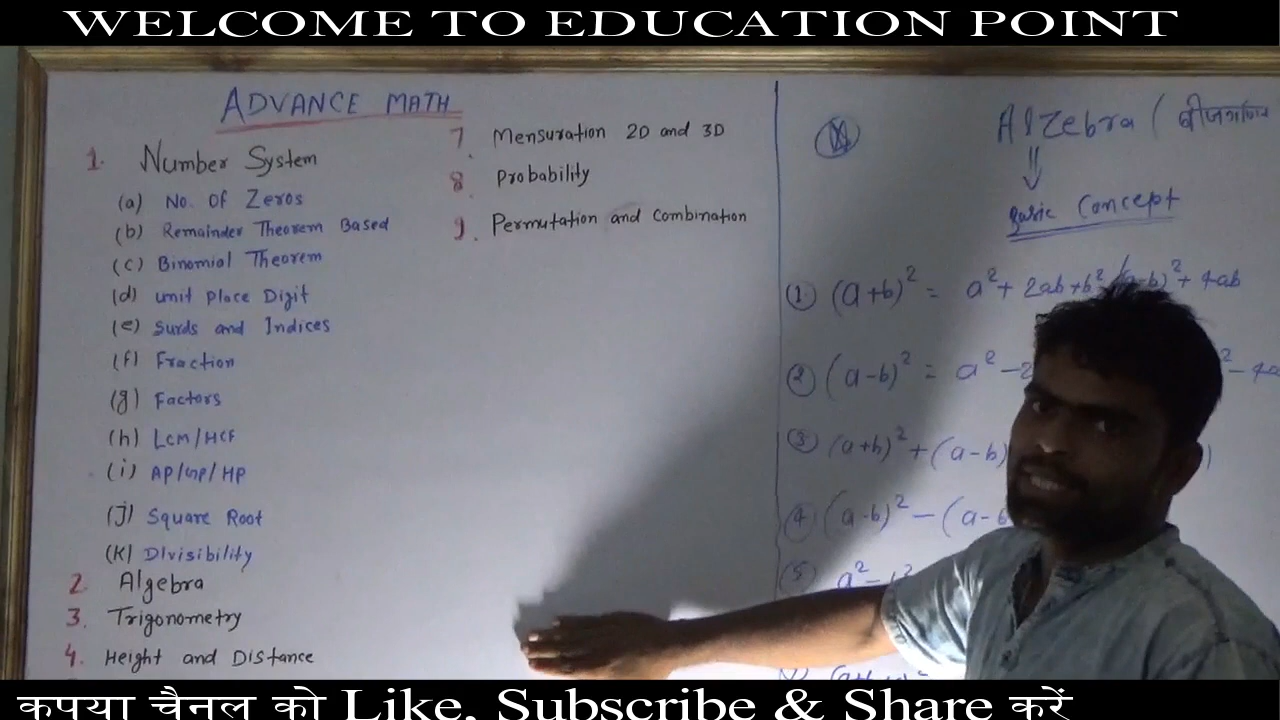 WELCOME TO EDUCATION POINT
ADVANCE MATH
1. Number System
(a) No. Of Zeros
(b) Remainder Theorem Based
(c) Binomial Theorem
(d) unit place Digit
(e) Surds and Indices
(f) Fraction
(g) Factors
(h) LCM/HCF
(i) AP/GP/HP
(J) Square Root
(K) Divisibility
2. Algebra
3. Trigonometry
4. Height and Distance
7. Mensuration 2D and 3D
8. Probability
9. Permutation and Combination
AlZebra (बीजगणित
⇓
Basic Concept
(1) (a+b)² = a²+ 2ab+b² (a-b)²+ 4ab
(2) (a-b)² = a² -2 ² - 4a
(3) (a+b)² + (a-b) )
(4) (a-b)² - (a-b
(5) a² -
कपया चैनल को Like, Subscribe & Share करें